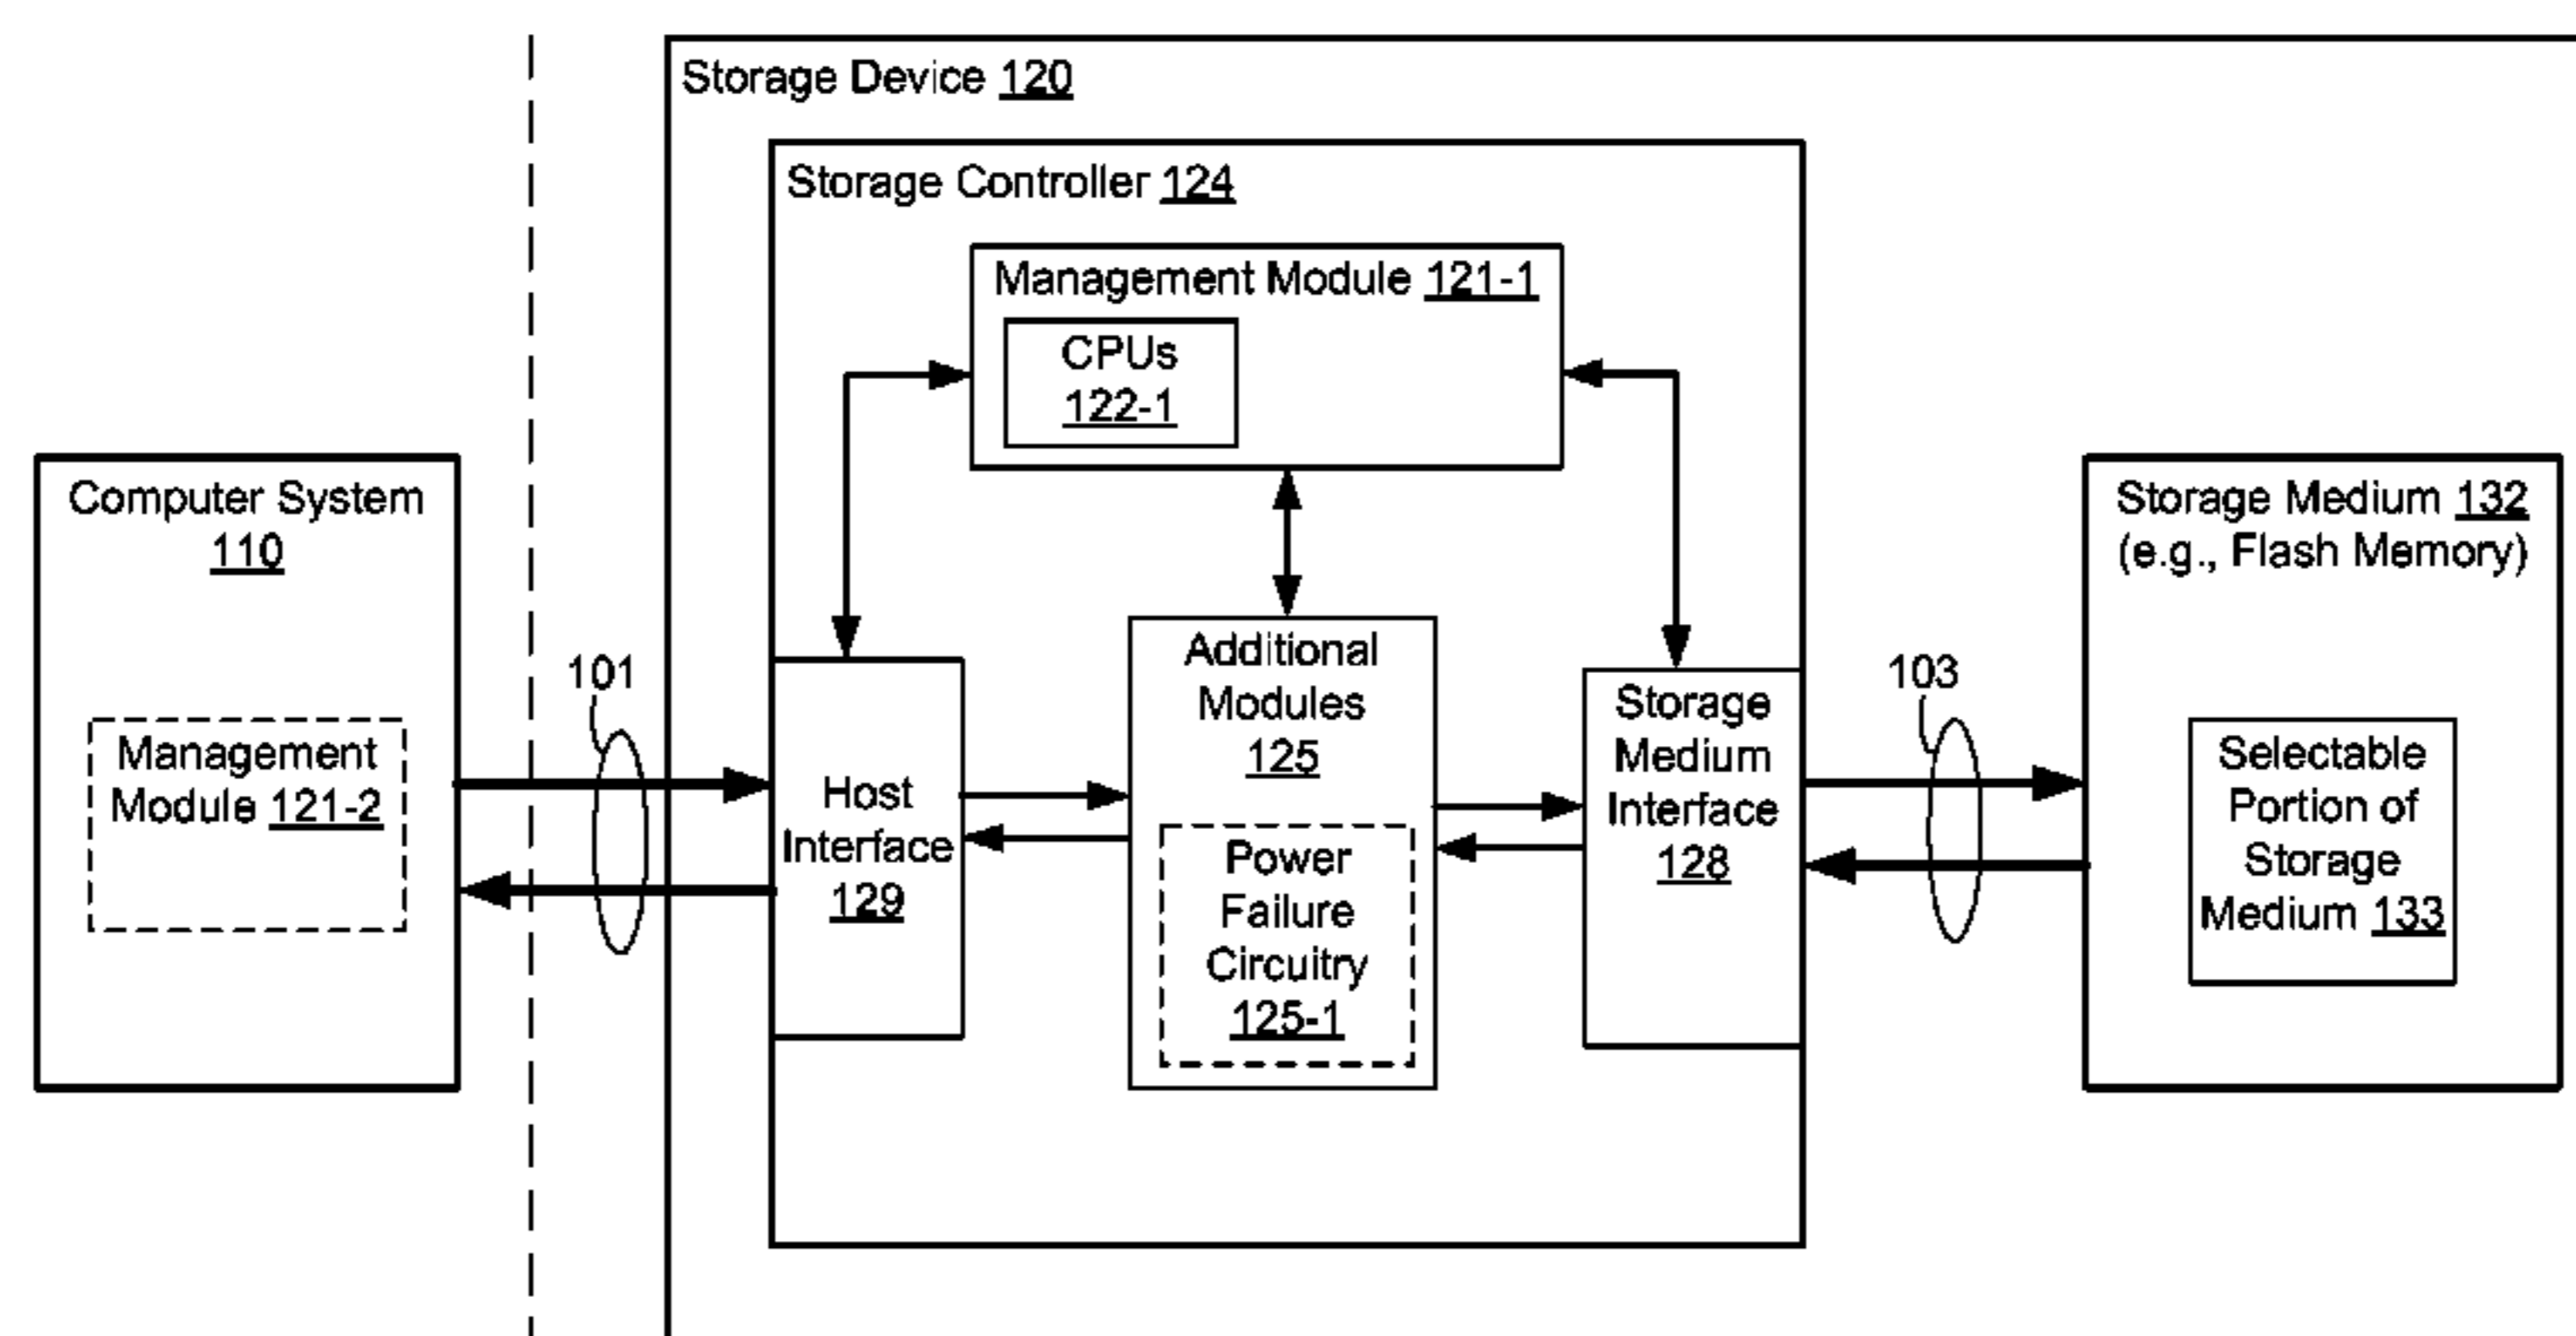 Storage Device 120
Storage Controller 124
Management Module 121-1
CPUs
122-1
Computer System
110
Management
Module 121-2
101
Host
Interface
129
Additional
Modules
125
Power
Failure
Circuitry
125-1
Storage
Medium
Interface
128
103
Storage Medium 132
(e.g., Flash Memory)
Selectable
Portion of
Storage
Medium 133